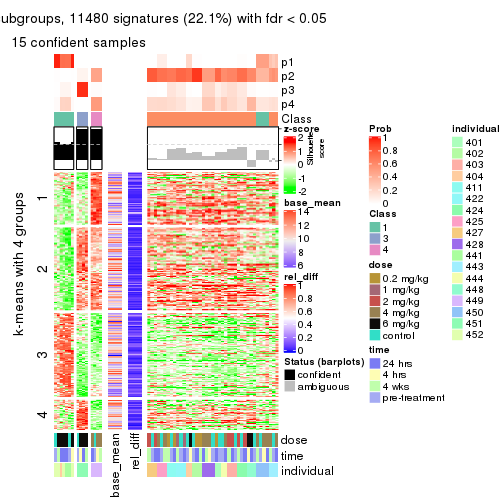 ubgroups, 11480 signatures (22.1%) with fdr < 0.05
15 confident samples
p1
p2
p3
p4
Class
1
2
3
4
k-means with 4 groups
dose
time
individual
base_mean
rel_diff
z-score
2
1
0
-1
-2
Silhouette
score
base_mean
14
12
10
8
6
rel_diff
1
0.8
0.6
0.4
0.2
0
Status (barplots)
confident
ambiguous
Prob
1
0.8
0.6
0.4
0.2
0
Class
1
3
4
dose
0.2 mg/kg
1 mg/kg
2 mg/kg
4 mg/kg
6 mg/kg
control
time
24 hrs
4 hrs
4 wks
pre-treatment
individual
401
402
403
404
411
422
424
425
427
428
441
443
444
448
449
450
451
452